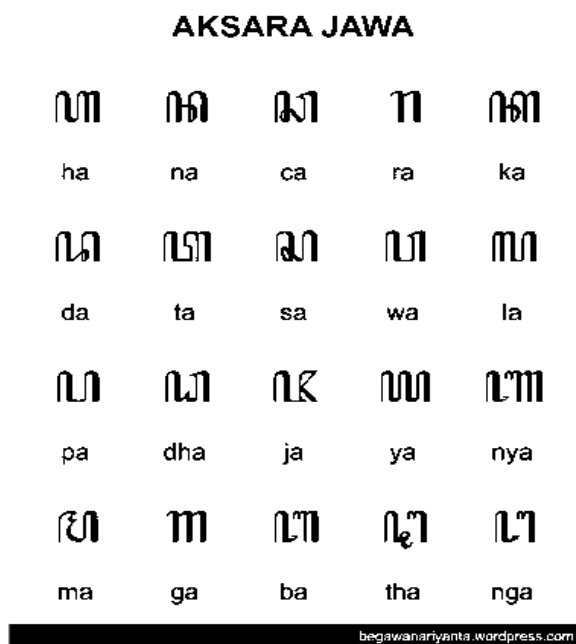 AKSARA JAWA
ꦲ ꦤ ꦕ ꦫ ꦏ
ha na ca ra ka
ꦢ ꦠ ꦱ ꦮ ꦭ
da ta sa wa la
ꦥ ꦝ ꦗ ꦪ ꦚ
pa dha ja ya nya
ꦩ ꦒ ꦧ ꦛ ꦔ
ma ga ba tha nga
begawanariyanta.wordpress.com